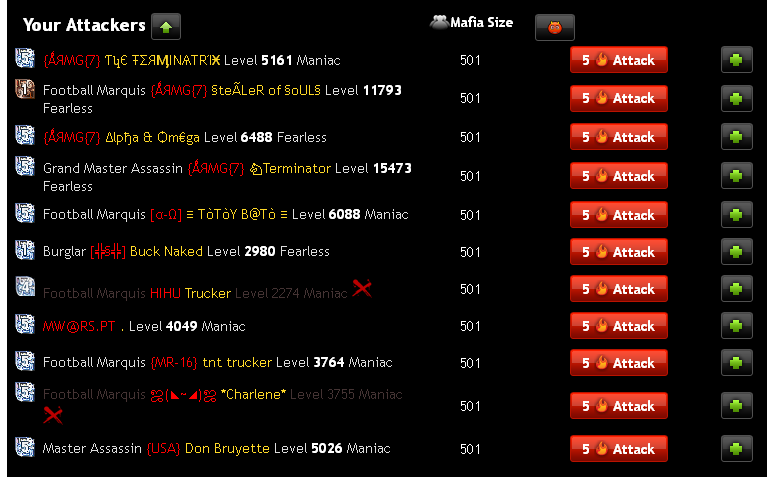 Your Attackers Mafia Size
{ÅЯMG{7} Tų€ ŦΣЯMINATRIЖ Level 5161 Maniac 501 5 Attack
Football Marquis {ÅЯMG{7} §teÃLeR of §oUL§ Level 11793 501 5 Attack
Fearless
{ÅЯMG{7} Δlpђa & Om€ga Level 6488 Fearless 501 5 Attack
Grand Master Assassin {ÅЯMG{7} Terminator Level 15473 501 5 Attack
Fearless
Football Marquis [α-Ω] ≡ TòTòY B@Tò ≡ Level 6088 Maniac 501 5 Attack
Burglar [╬§╬] Buck Naked Level 2980 Fearless 501 5 Attack
Football Marquis HIHU Trucker Level 2274 Maniac 501 5 Attack
MW@RS.PT . Level 4049 Maniac 501 5 Attack
Football Marquis {MR-16} tnt trucker Level 3764 Maniac 501 5 Attack
Football Marquis ஜ(◣~◢)ஜ *Charlene* Level 3755 Maniac 501 5 Attack
Master Assassin {USA} Don Bruyette Level 5026 Maniac 501 5 Attack